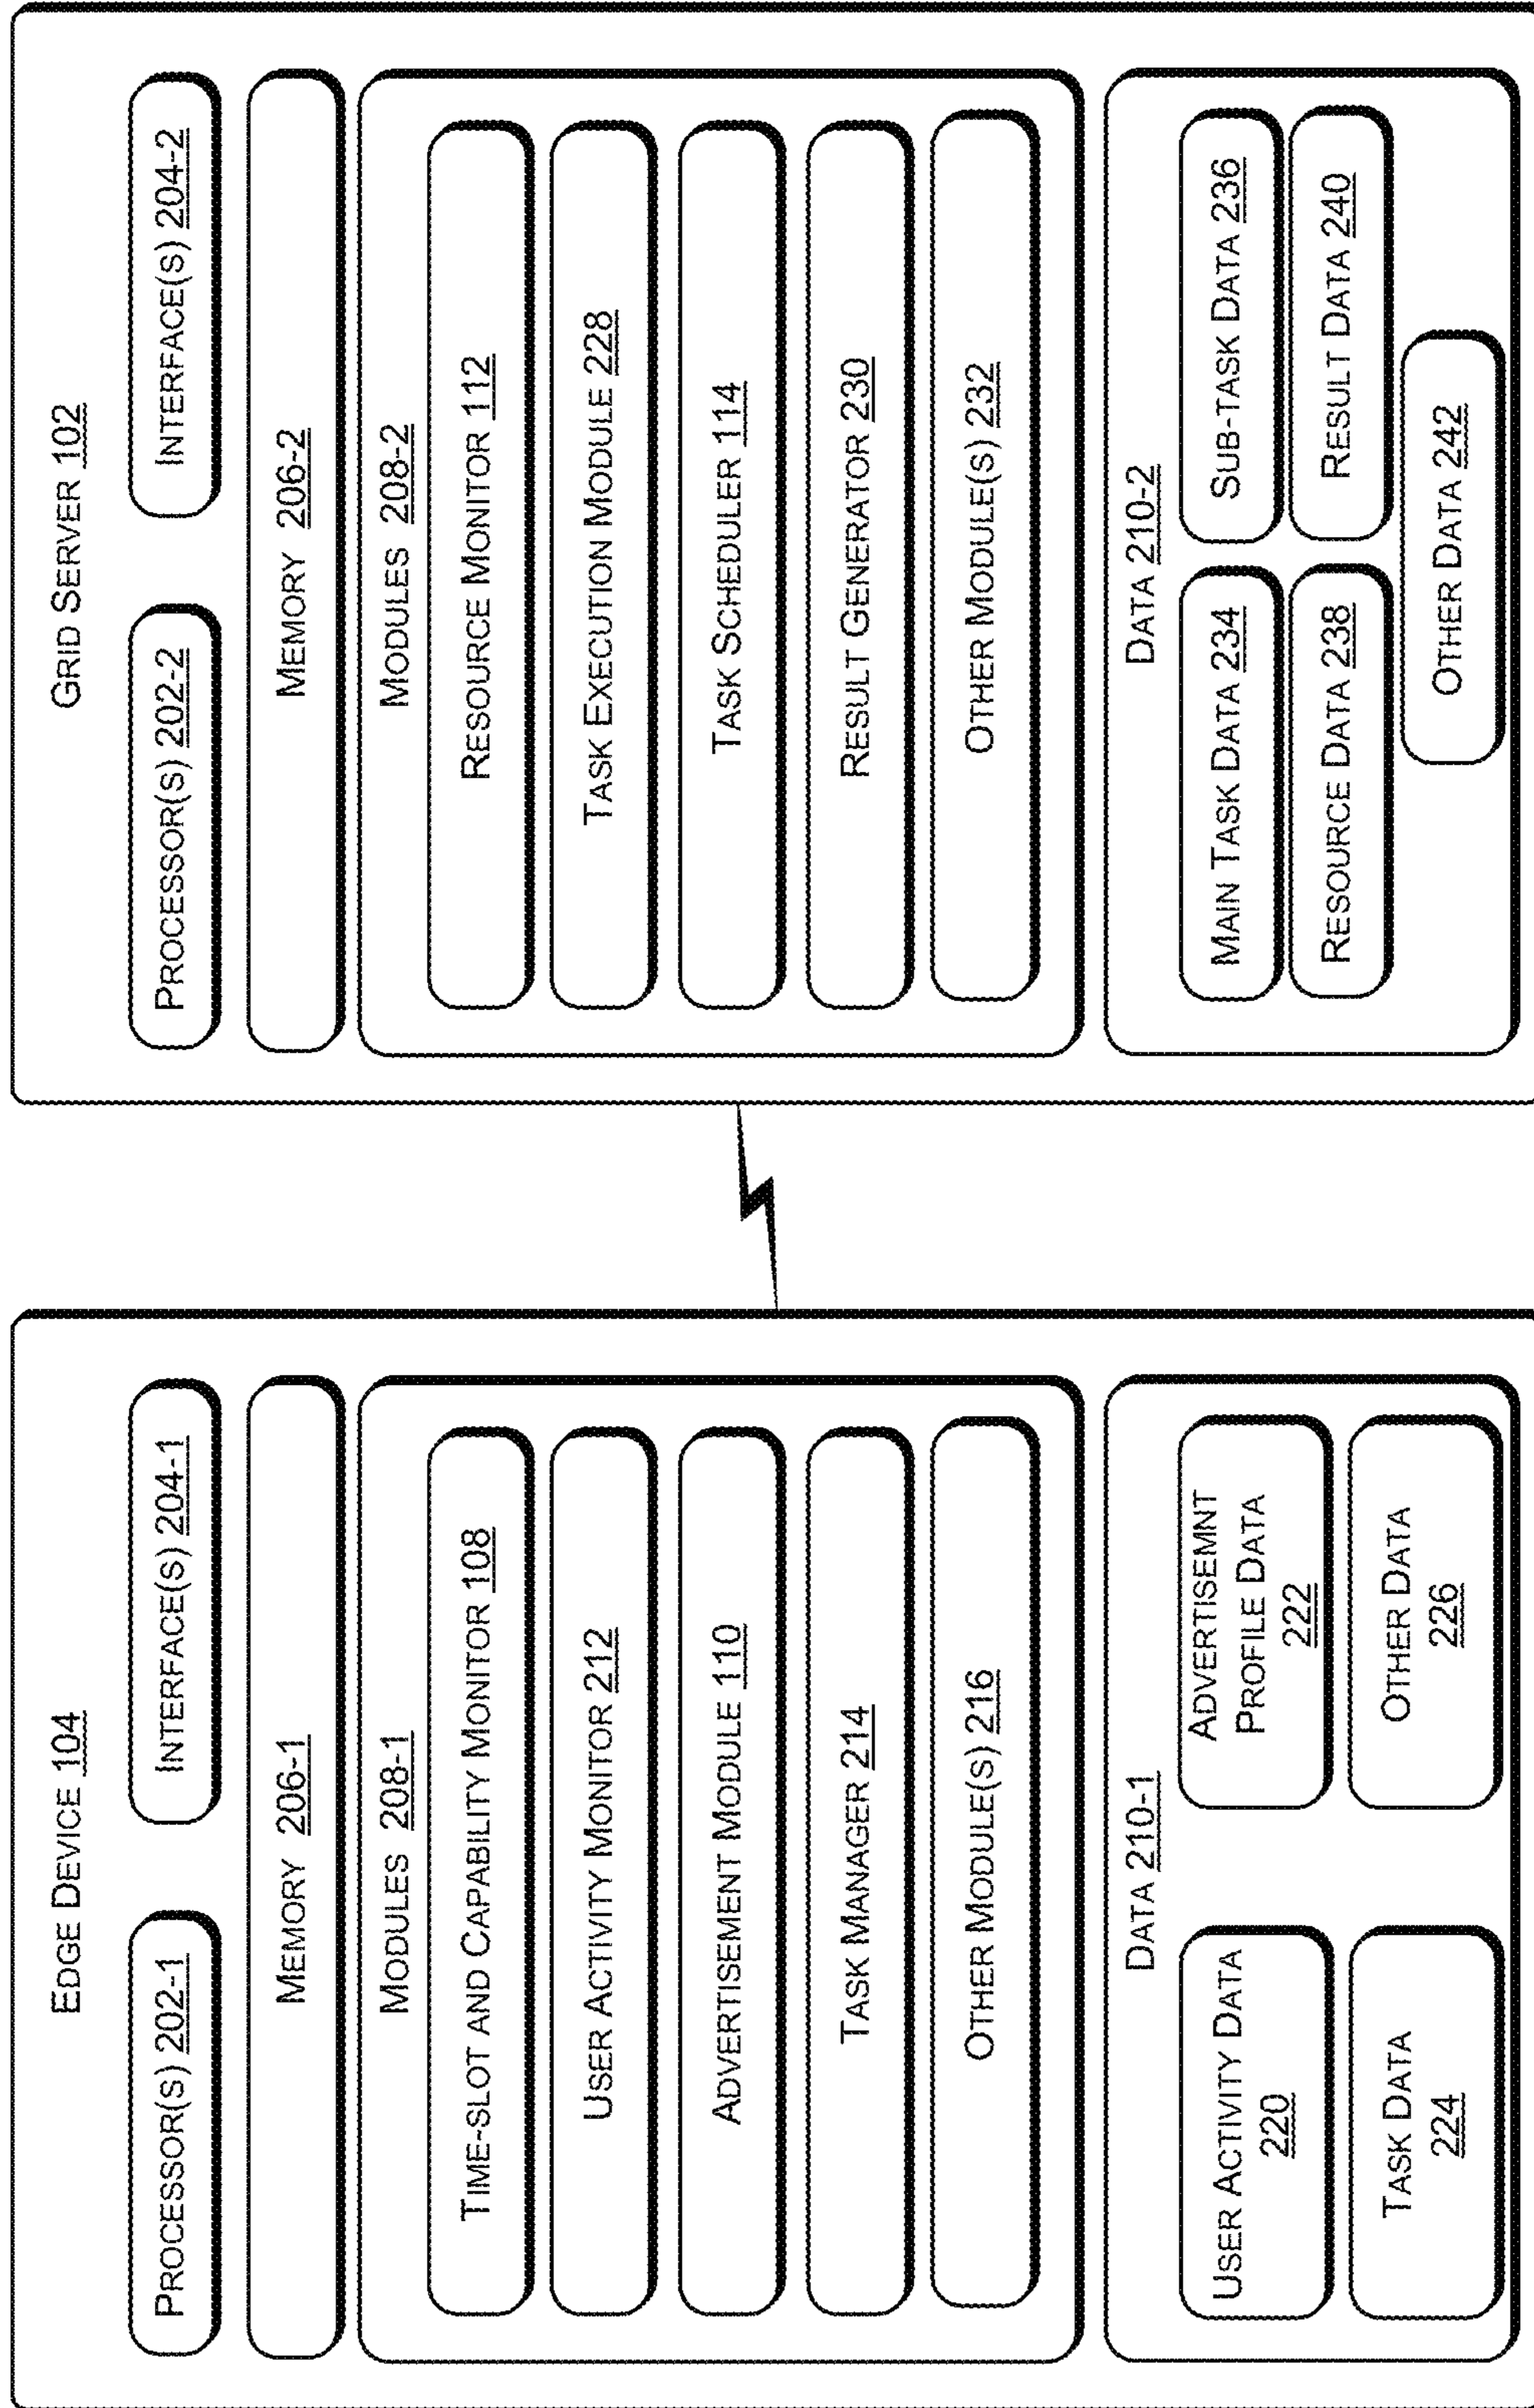 EDGE DEVICE 104
PROCESSOR(S) 202-1
INTERFACE(S) 204-1
MEMORY 206-1
MODULES 208-1
TIME-SLOT AND CAPABILITY MONITOR 108
USER ACTIVITY MONITOR 212
ADVERTISEMENT MODULE 110
TASK MANAGER 214
OTHER MODULE(S) 216
DATA 210-1
USER ACTIVITY DATA
220
ADVERTISEMNT
PROFILE DATA
222
TASK DATA
224
OTHER DATA
226
GRID SERVER 102
PROCESSOR(S) 202-2
INTERFACE(S) 204-2
MEMORY 206-2
MODULES 208-2
RESOURCE MONITOR 112
TASK EXECUTION MODULE 228
TASK SCHEDULER 114
RESULT GENERATOR 230
OTHER MODULE(S) 232
DATA 210-2
MAIN TASK DATA 234
SUB-TASK DATA 236
RESOURCE DATA 238
RESULT DATA 240
OTHER DATA 242